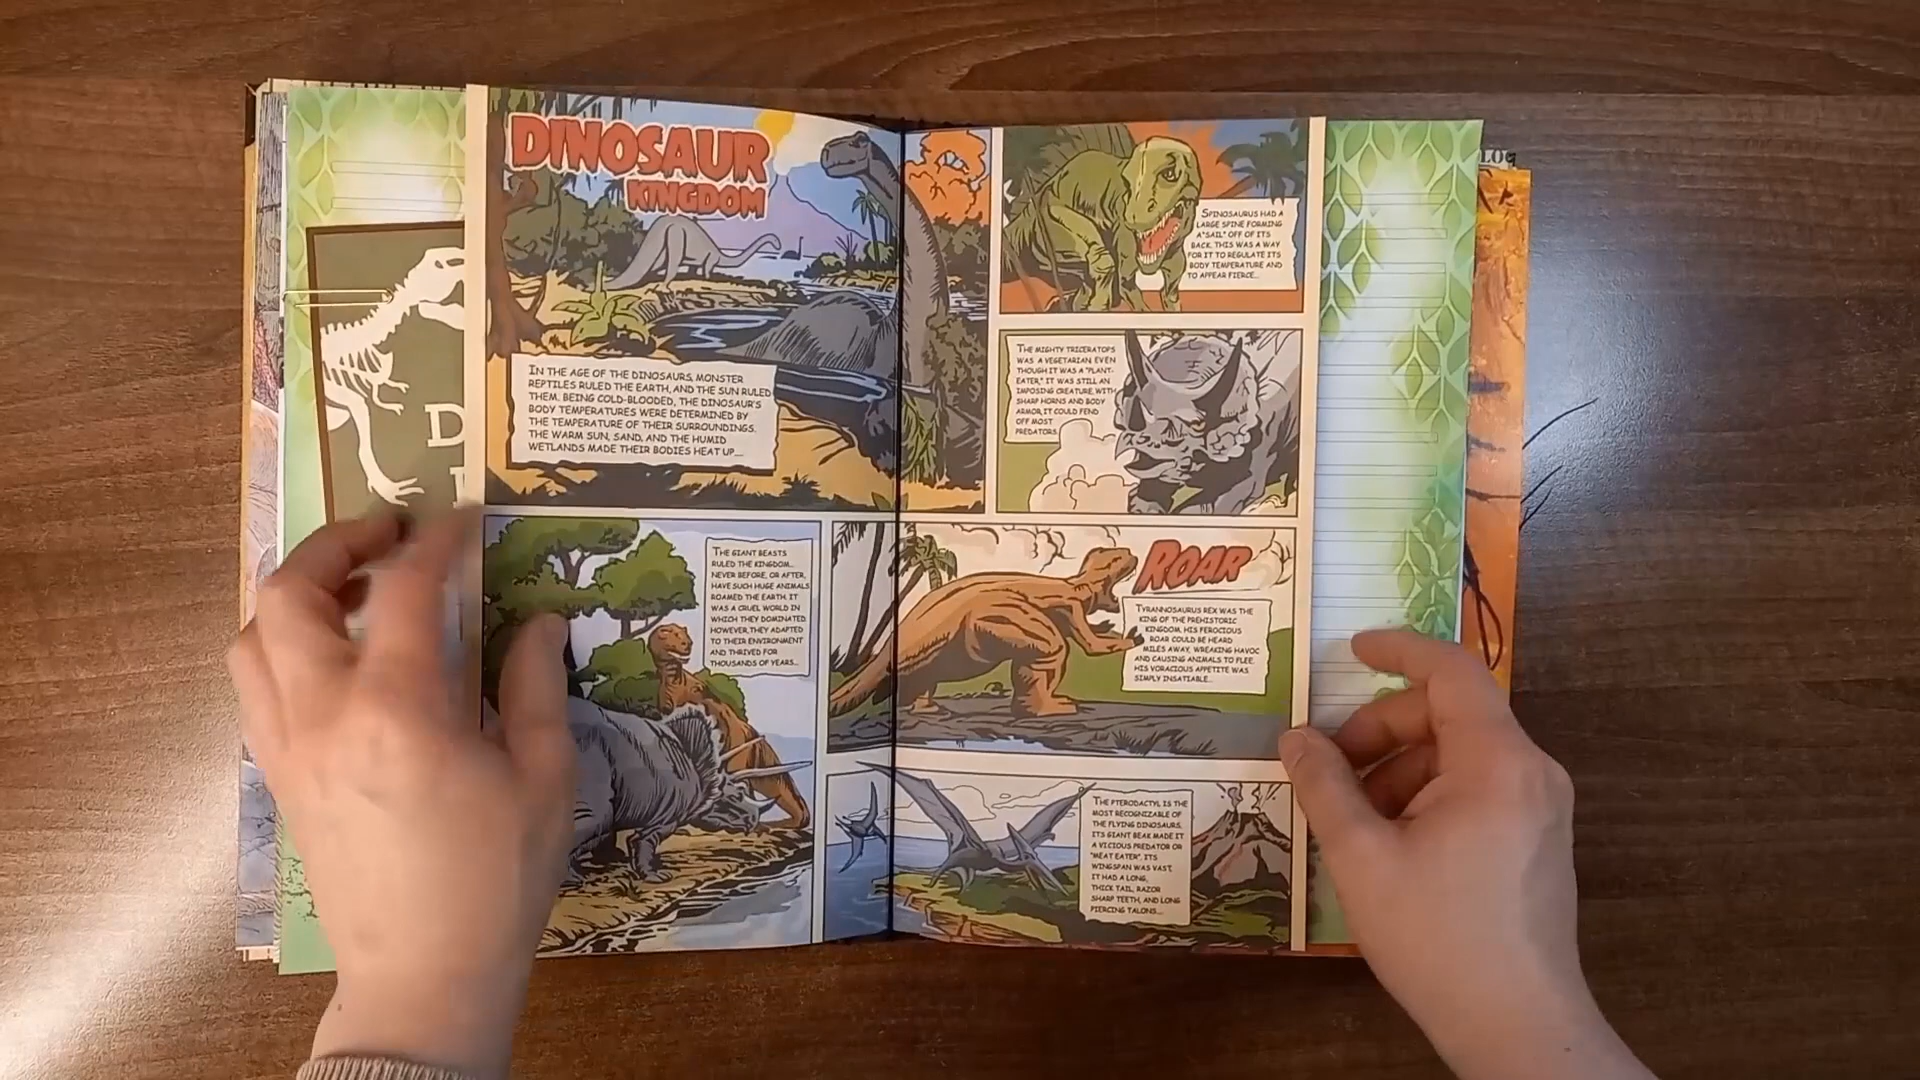 DINOSAUR
KINGDOM
IN THE AGE OF THE DINOSAURS, MONSTER
REPTILES RULED THE EARTH, AND THE SUN RULED
THEM. BEING COLD-BLOODED, THE DINOSAUR'S
BODY TEMPERATURES WERE DETERMINED BY
THE TEMPERATURE OF THEIR SURROUNDINGS.
THE WARM SUN, SAND, AND THE HUMID
WETLANDS MADE THEIR BODIES HEAT UP....
THE GIANT BEASTS
RULED THE KINGDOM...
NEVER BEFORE, OR AFTER,
HAVE SUCH HUGE ANIMALS
ROAMED THE EARTH. IT
WAS A CRUEL WORLD IN
WHICH THEY DOMINATED.
HOWEVER, THEY ADAPTED
TO THEIR ENVIRONMENT
AND THRIVED FOR
THOUSANDS OF YEARS...
SPINOSAURUS HAD A
LARGE SPINE FORMING
A "SAIL" OFF OF ITS
BACK. THIS WAS A WAY
FOR IT TO REGULATE ITS
BODY TEMPERATURE AND
TO APPEAR FIERCE...
THE MIGHTY TRICERATOPS
WAS A VEGETARIAN. EVEN
THOUGH IT WAS A "PLANT-
EATER," IT WAS STILL AN
IMPOSING CREATURE. WITH
SHARP HORNS AND BODY
ARMOR, IT COULD FEND
OFF MOST
PREDATORS.
ROAR
TYRANNOSAURUS REX WAS THE
KING OF THE PREHISTORIC
KINGDOM. HIS FEROCIOUS
ROAR COULD BE HEARD
MILES AWAY, WREAKING HAVOC
AND CAUSING ANIMALS TO FLEE.
HIS VORACIOUS APPETITE WAS
SIMPLY INSATIABLE...
THE PTERODACTYL IS THE
MOST RECOGNIZABLE OF
THE FLYING DINOSAURS.
ITS GIANT BEAK MADE IT
A VICIOUS PREDATOR OR
"MEAT EATER". ITS
WINGSPAN WAS VAST.
IT HAD A LONG,
THICK TAIL, RAZOR
SHARP TEETH, AND LONG
PIERCING TALONS....
D